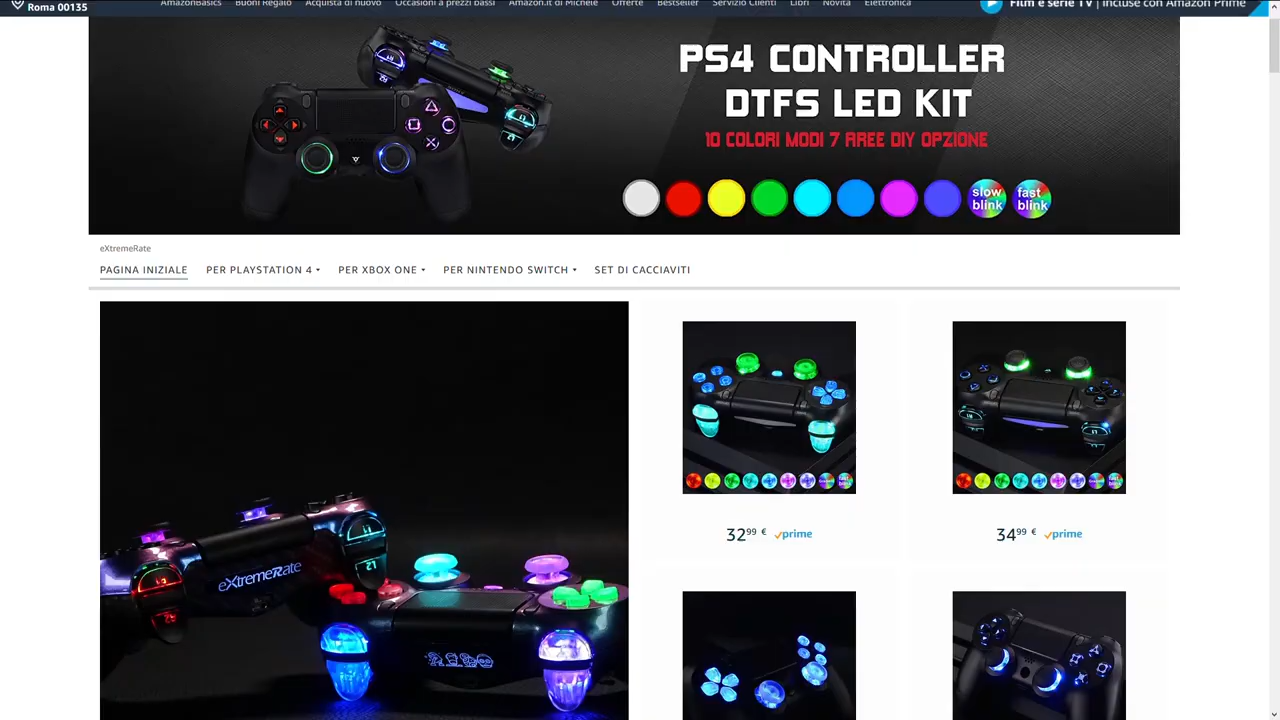 Roma 00135
AmazonBasics Buoni Regalo Acquista di nuovo Occasioni a prezzi bassi Amazon.it di Michele Offerte Bestseller Servizio Clienti Libri Novità Elettronica
Film e serie TV | incluse con Amazon Prime
PS4 CONTROLLER
DTFS LED KIT
10 COLORI MODI 7 AREE DIY OPZIONE
slow blink
fast blink
eXtremeRate
PAGINA INIZIALE PER PLAYSTATION 4 PER XBOX ONE PER NINTENDO SWITCH SET DI CACCIAVITI
eXtremeRate
32 99 € prime
34 99 € prime